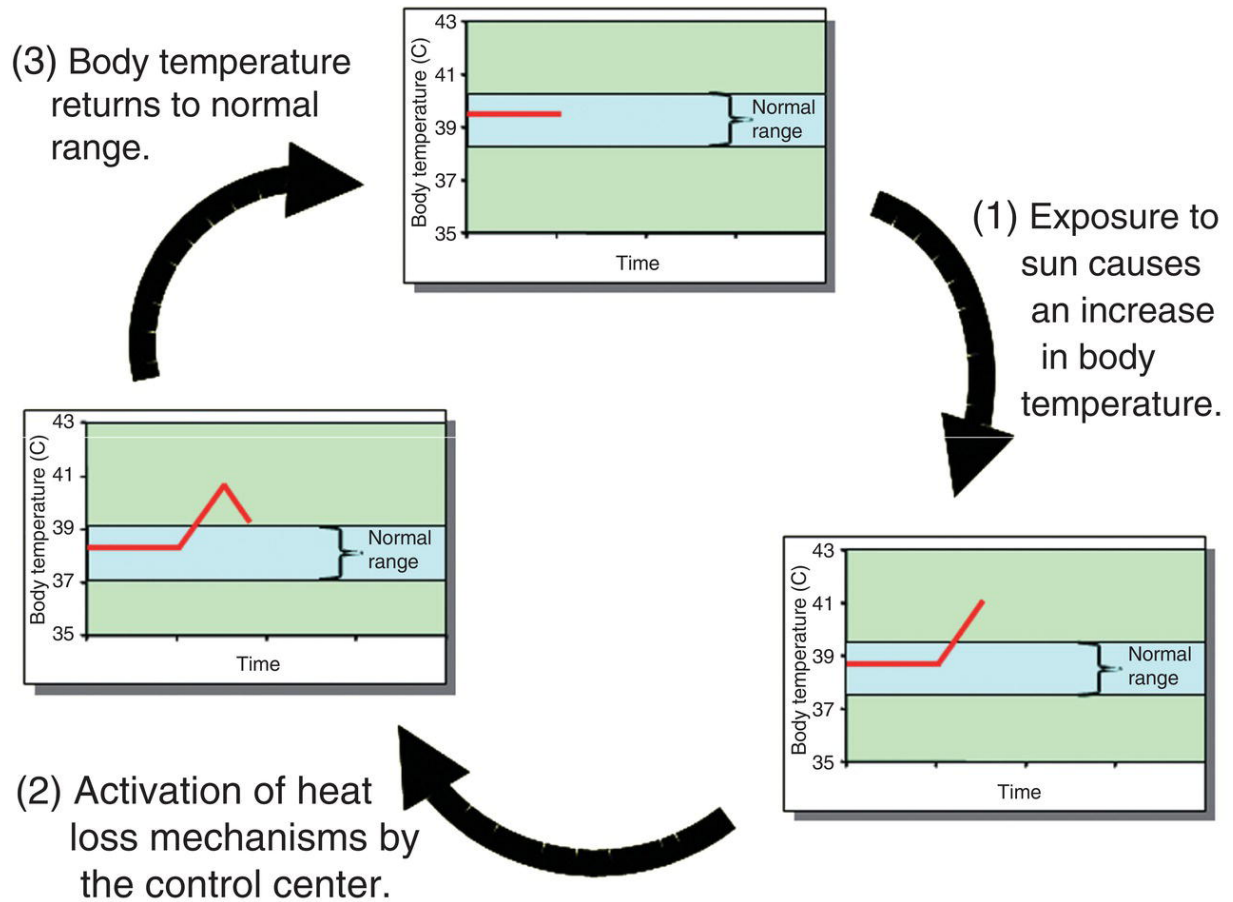 43
41
39
37
35
Body temperature (C)
Normal
range
Time
(1) Exposure to
sun causes
an increase
in body
temperature.
43
41
39
37
35
Body temperature (C)
Normal
range
Time
(2) Activation of heat
loss mechanisms by
the control center.
43
41
39
37
35
Body temperature (C)
Normal
range
Time
(3) Body temperature
returns to normal
range.